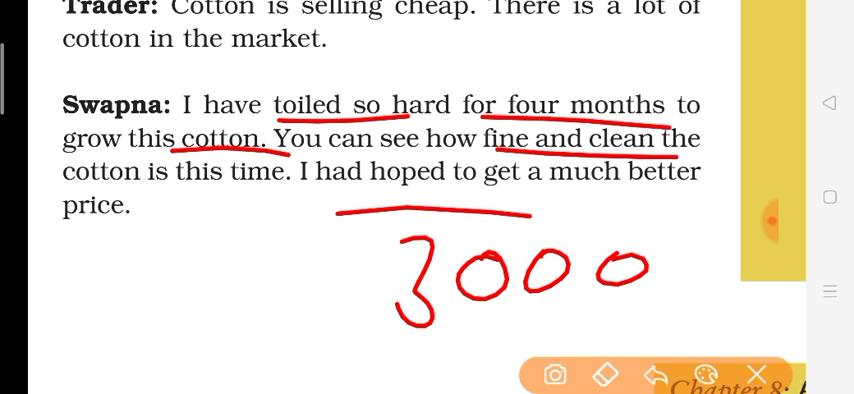 Trader: Cotton is selling cheap. There is a lot of
cotton in the market.
Swapna: I have toiled so hard for four months to
grow this cotton. You can see how fine and clean the
cotton is this time. I had hoped to get a much better
price.
3000
Chapter 8: A